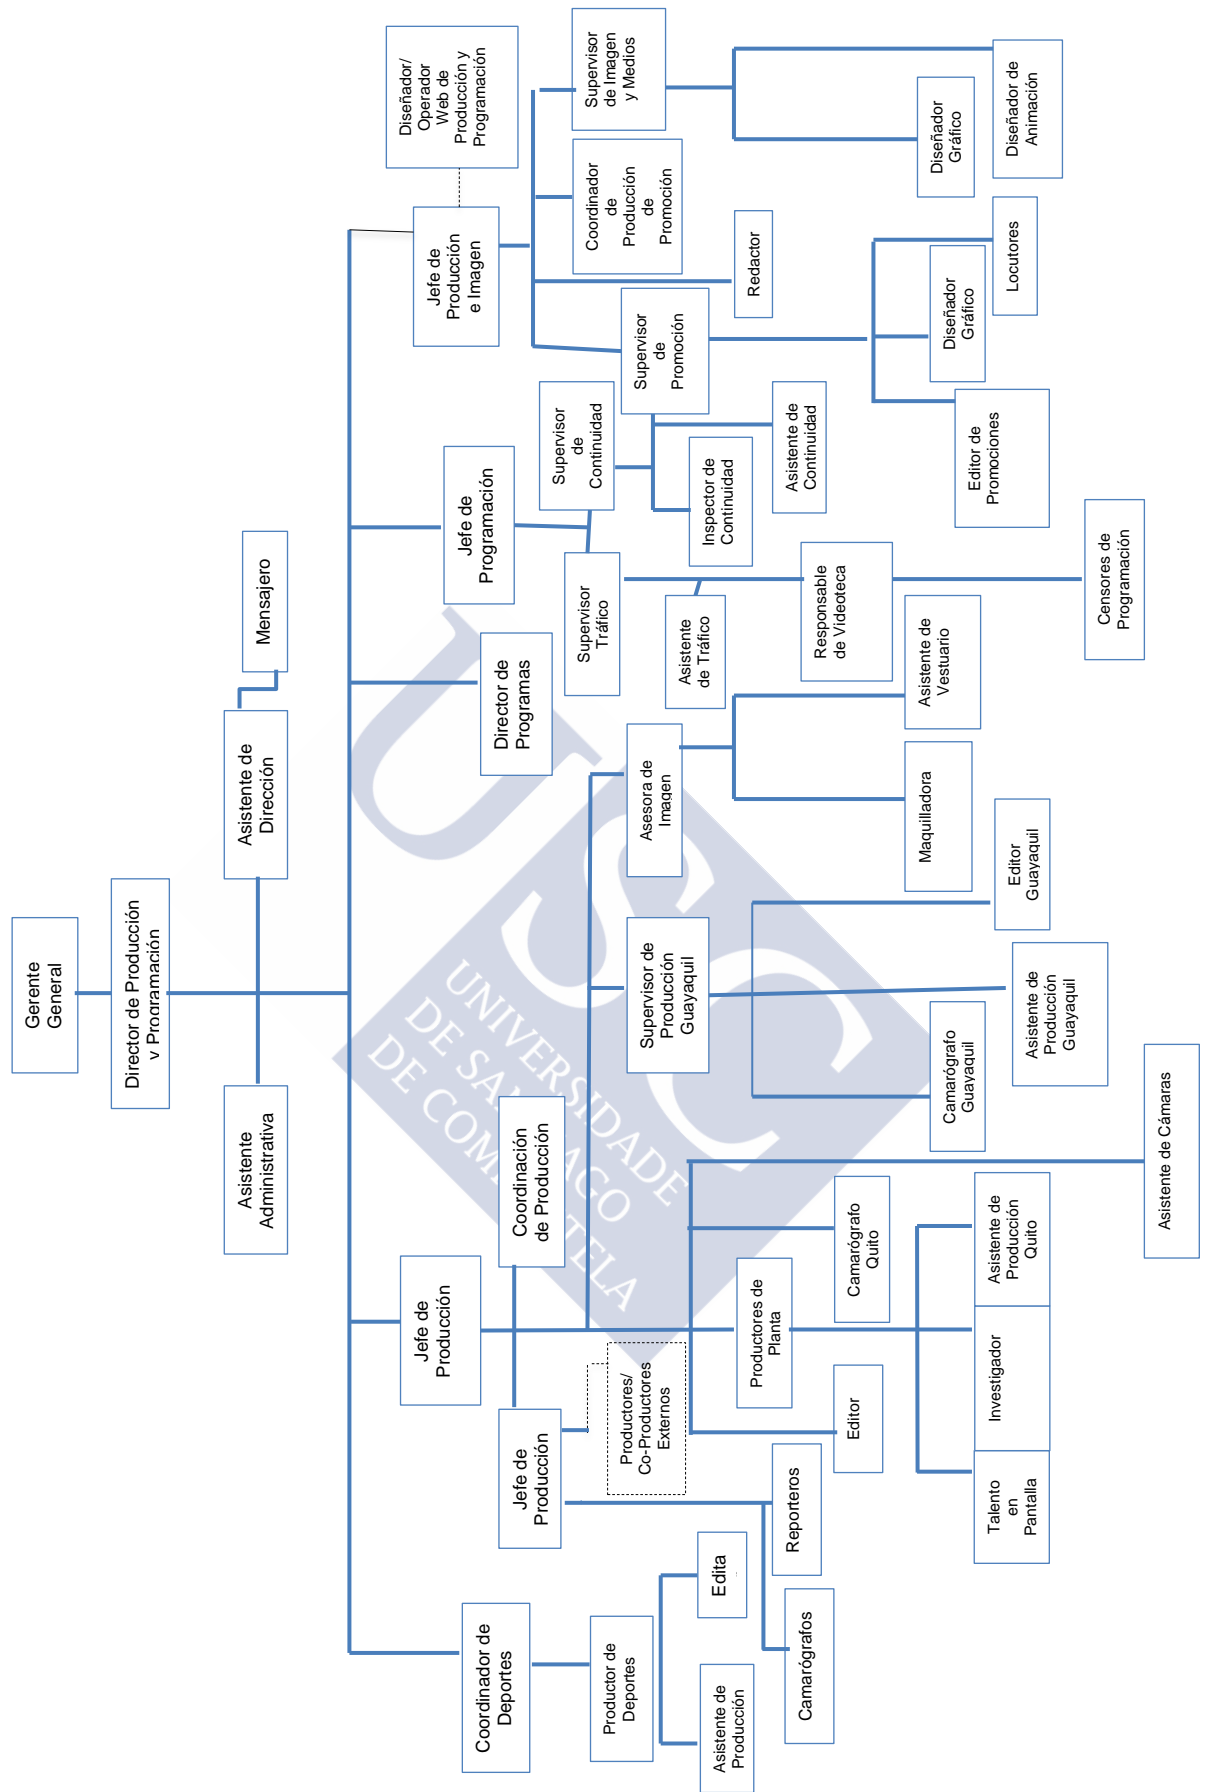 Gerente
General
Director de Producción
y Programación
Asistente
Administrativa
Asistente de
Dirección
Mensajero
Coordinador de
Deportes
Productor de
Deportes
Asistente de
Producción
Edita
Jefe de
Producción
Jefe de
Producción
Coordinación
de Producción
Productores/
Co-Productores
Externos
Camarógrafos
Reporteros
Editor
Productores de
Planta
Camarógrafo
Quito
Asistente de Cámaras
Talento
en
Pantalla
Investigador
Asistente de
Producción
Quito
Supervisor de
Producción
Guayaquil
Camarógrafo
Guayaquil
Asistente de
Producción
Guayaquil
Editor
Guayaquil
Asesora de
Imagen
Maquilladora
Asistente de
Vestuario
Director de
Programas
Jefe de
Programación
Supervisor
Tráfico
Asistente
de Tráfico
Responsable
de Videoteca
Censores de
Programación
Supervisor
de
Continuidad
Inspector de
Continuidad
Asistente de
Continuidad
Jefe de
Producción
e Imagen
Diseñador/
Operador
Web de
Producción y
Programación
Supervisor
de
Promoción
Redactor
Coordinador
de
Producción
de
Promoción
Supervisor
de Imagen
y Medios
Editor de
Promociones
Diseñador
Gráfico
Locutores
Diseñador
Gráfico
Diseñador de
Animación
USC
UNIVERSIDADE
DE SANTIAGO
DE COMPOSTELA